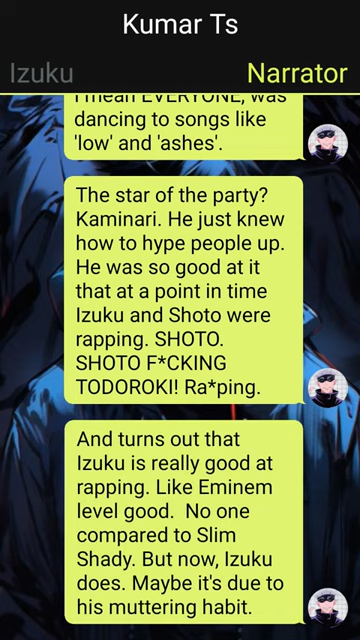 Kumar Ts
Izuku
Narrator
I mean EVERYONE, was
dancing to songs like
'low' and 'ashes'.
The star of the party?
Kaminari. He just knew
how to hype people up.
He was so good at it
that at a point in time
Izuku and Shoto were
rapping. SHOTO.
SHOTO F*CKING
TODOROKI! Ra*ping.
And turns out that
Izuku is really good at
rapping. Like Eminem
level good.  No one
compared to Slim
Shady. But now, Izuku
does. Maybe it's due to
his muttering habit.